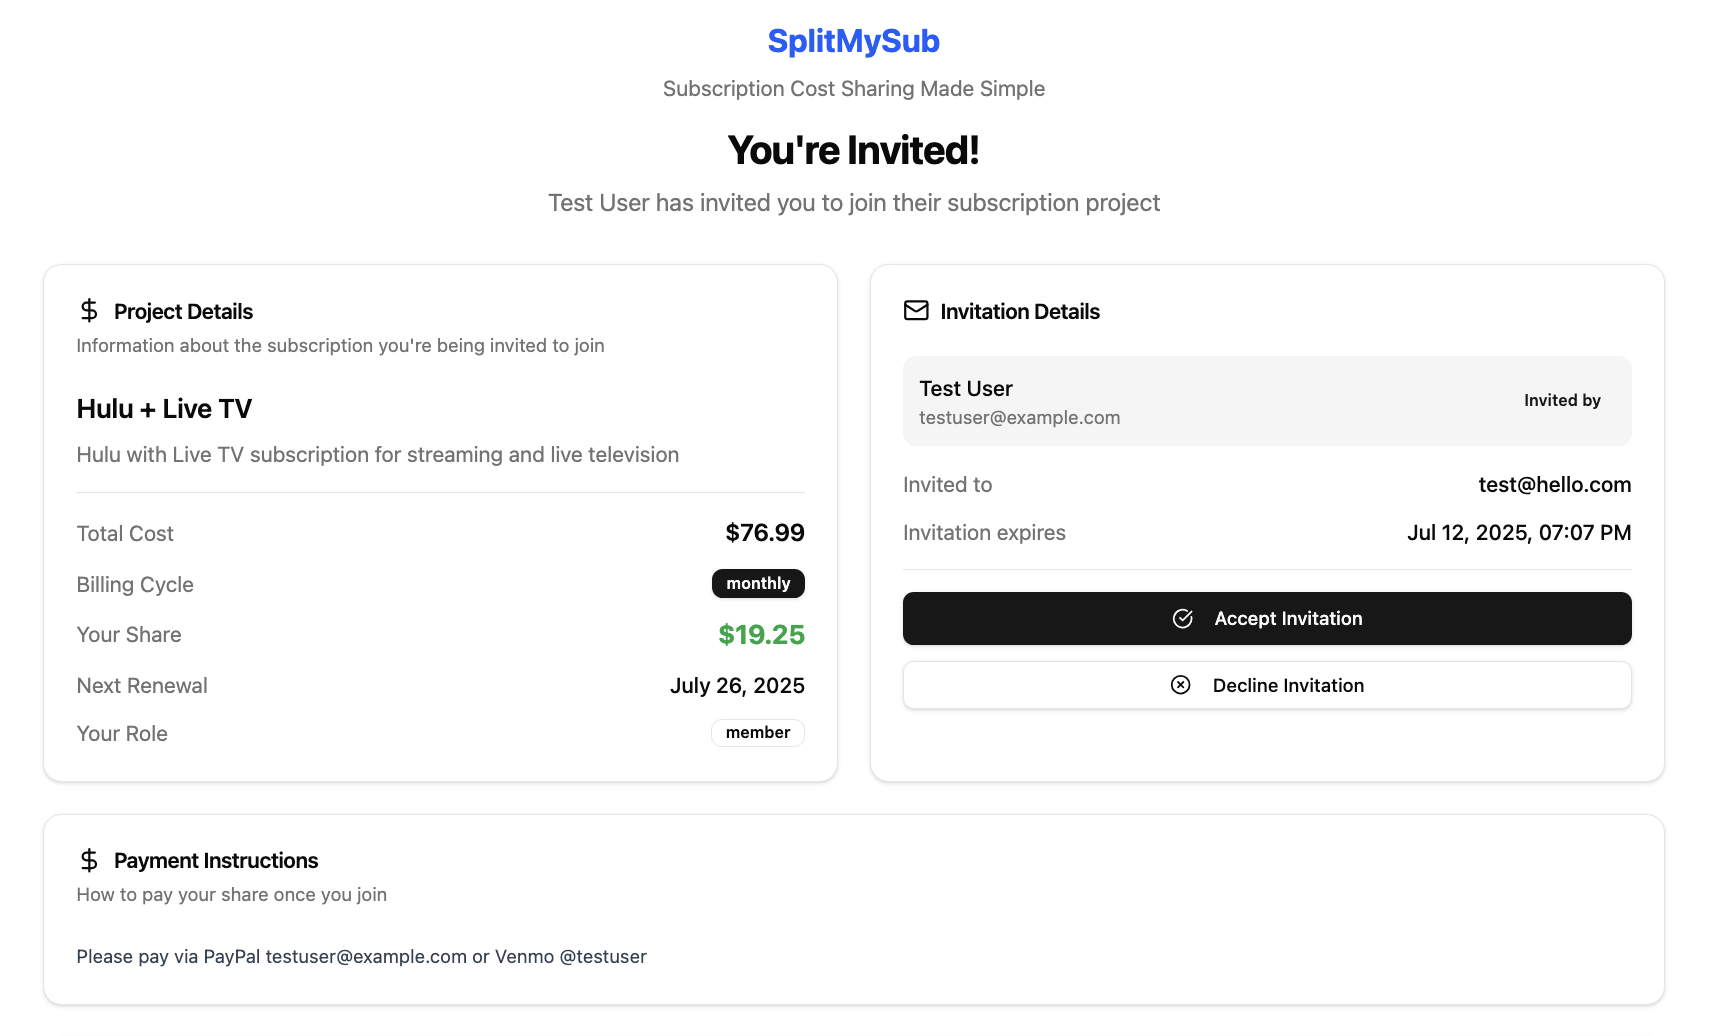 SplitMySub
Subscription Cost Sharing Made Simple
You're Invited!
Test User has invited you to join their subscription project
Project Details
Information about the subscription you're being invited to join
Hulu + Live TV
Hulu with Live TV subscription for streaming and live television
Total Cost $76.99
Billing Cycle monthly
Your Share $19.25
Next Renewal July 26, 2025
Your Role member
Invitation Details
Test User
testuser@example.com
Invited by
Invited to test@hello.com
Invitation expires Jul 12, 2025, 07:07 PM
Accept Invitation
Decline Invitation
Payment Instructions
How to pay your share once you join
Please pay via PayPal testuser@example.com or Venmo @testuser